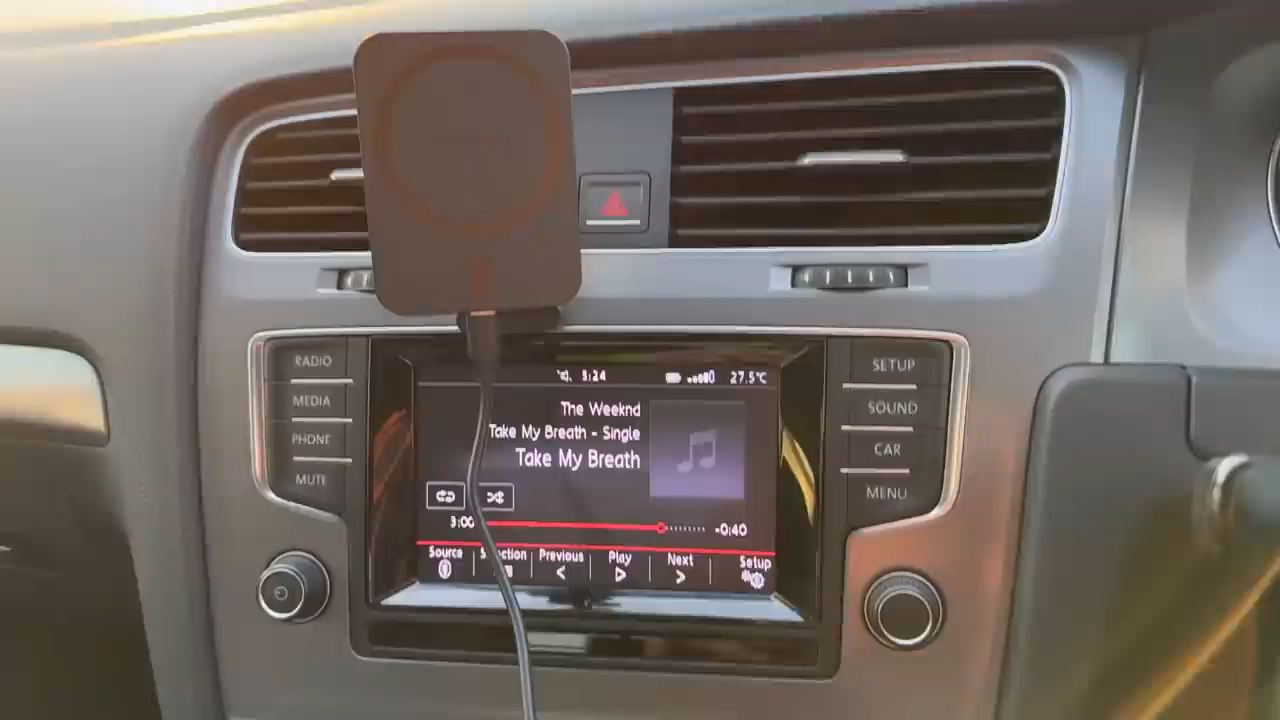 RADIO
MEDIA
PHONE
MUTE
5:24
27.5°C
The Weeknd
Take My Breath - Single
Take My Breath
3:00
-0:40
Source
Previous
Play
Next
Setup
SETUP
SOUND
CAR
MENU